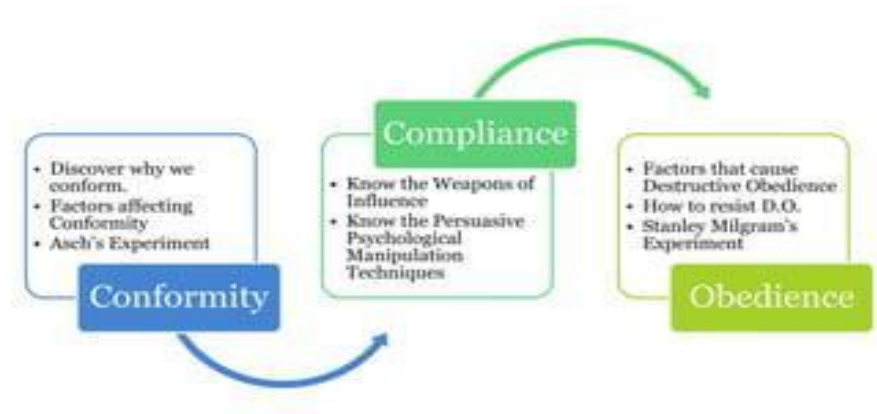 • Discover why we
conform.
• Factors affecting
Conformity
• Asch's Experiment
Conformity
Compliance
• Know the Weapons of
Influence
• Know the Persuasive
Psychological
Manipulation
Techniques
• Factors that cause
Destructive Obedience
• How to resist D.O.
• Stanley Milgram's
Experiment
Obedience